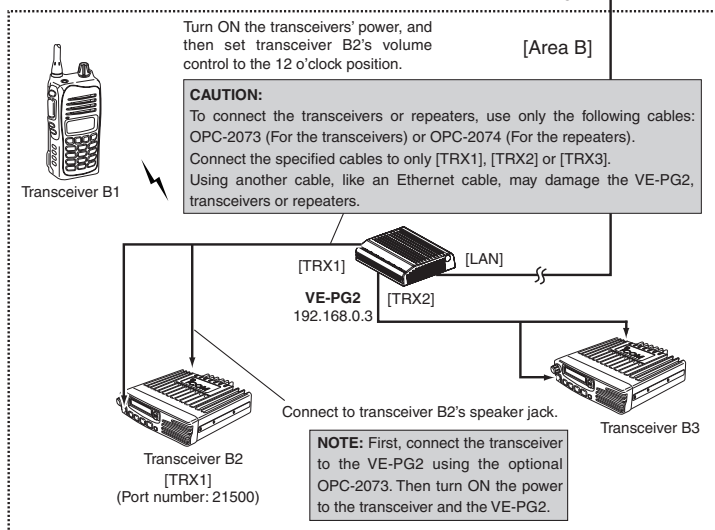 Turn ON the transceivers' power, and
then set transceiver B2's volume
control to the 12 o'clock position.
[Area B]
CAUTION:
To connect the transceivers or repeaters, use only the following cables:
OPC-2073 (For the transceivers) or OPC-2074 (For the repeaters).
Connect the specified cables to only [TRX1], [TRX2] or [TRX3].
Using another cable, like an Ethernet cable, may damage the VE-PG2,
transceivers or repeaters.
Transceiver B1
[TRX1]
[LAN]
VE-PG2
192.168.0.3
[TRX2]
Connect to transceiver B2's speaker jack.
Transceiver B3
NOTE: First, connect the transceiver
to the VE-PG2 using the optional
OPC-2073. Then turn ON the power
to the transceiver and the VE-PG2.
Transceiver B2
[TRX1]
(Port number: 21500)